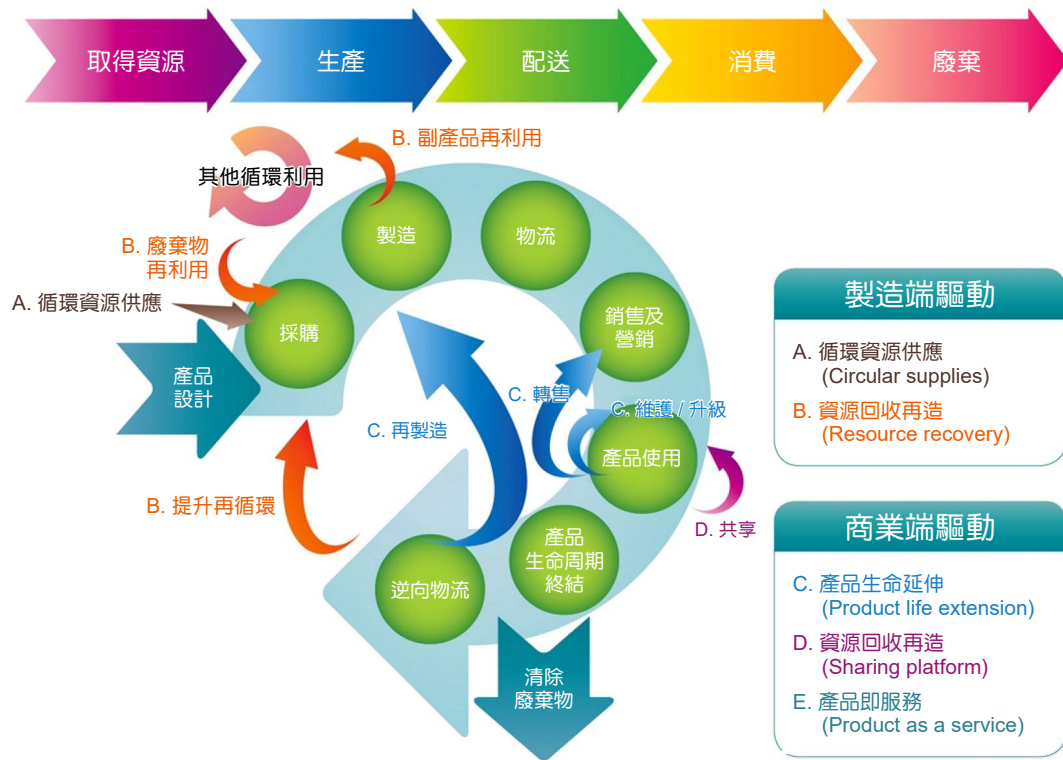 取得資源
生產
配送
消費
廢棄
B. 副產品再利用
其他循環利用
製造
物流
B. 廢棄物
再利用
A. 循環資源供應
採購
銷售及
營銷
產品
設計
C. 轉售
C. 維護 / 升級
C. 再製造
產品使用
B. 提升再循環
D. 共享
產品
生命周期
終結
逆向物流
清除
廢棄物
製造端驅動
A. 循環資源供應
(Circular supplies)
B. 資源回收再造
(Resource recovery)
商業端驅動
C. 產品生命延伸
(Product life extension)
D. 資源回收再造
(Sharing platform)
E. 產品即服務
(Product as a service)